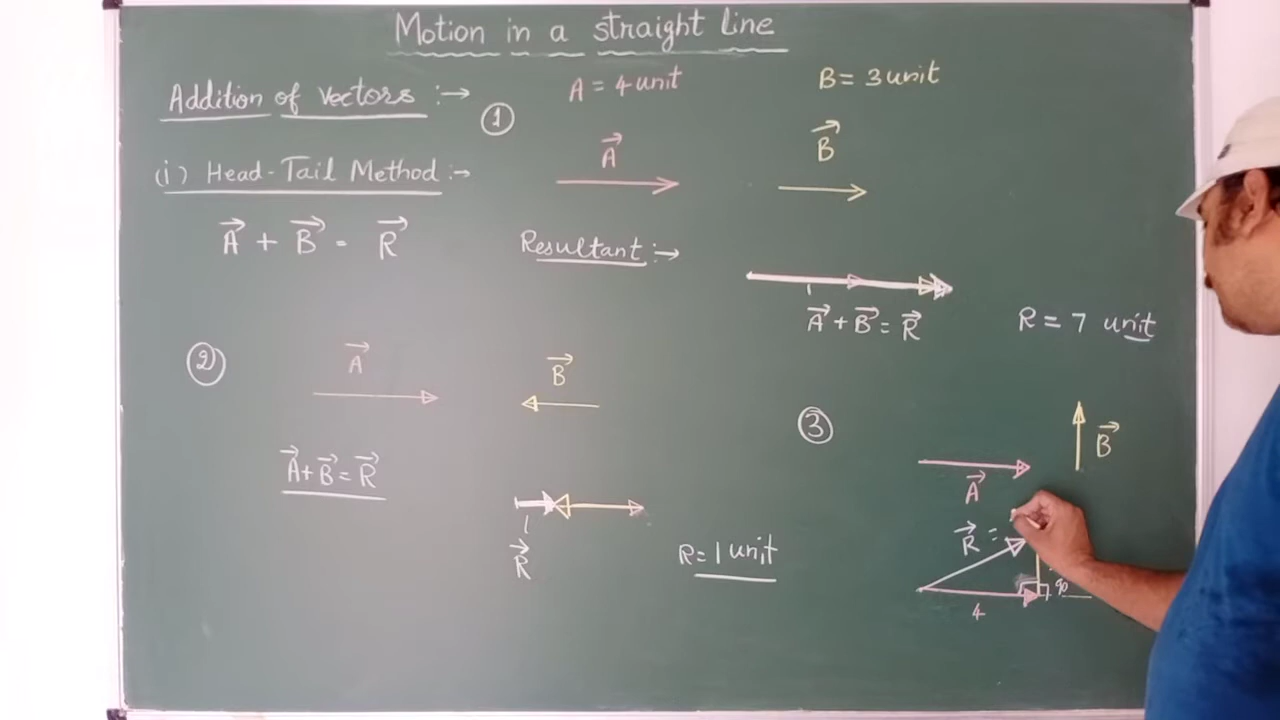 Motion in a straight line
Addition of vectors :→
① A = 4 unit B = 3 unit
(i) Head-Tail Method :→
A⃗ B⃗
A⃗ + B⃗ = R⃗
Resultant :→
A⃗ + B⃗ = R⃗ R = 7 unit
② A⃗ B⃗
③ A⃗ B⃗
A⃗ + B⃗ = R⃗
R⃗ R = 1 unit
R⃗ =
4 90